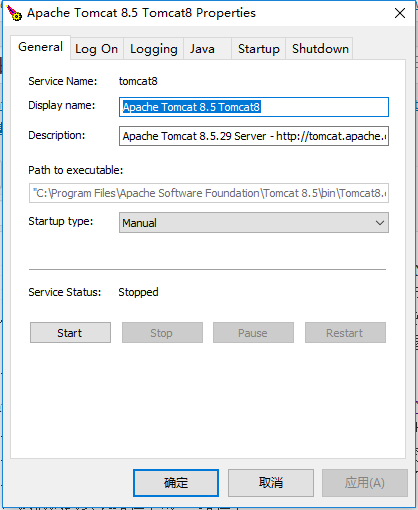 Apache Tomcat 8.5 Tomcat8 Properties
General Log On Logging Java Startup Shutdown
Service Name: tomcat8
Display name: Apache Tomcat 8.5 Tomcat8
Description: Apache Tomcat 8.5.29 Server - http://tomcat.apache.o
Path to executable:
"C:\Program Files\Apache Software Foundation\Tomcat 8.5\bin\Tomcat8.e
Startup type: Manual
Service Status: Stopped
Start Stop Pause Restart
确定 取消 应用(A)